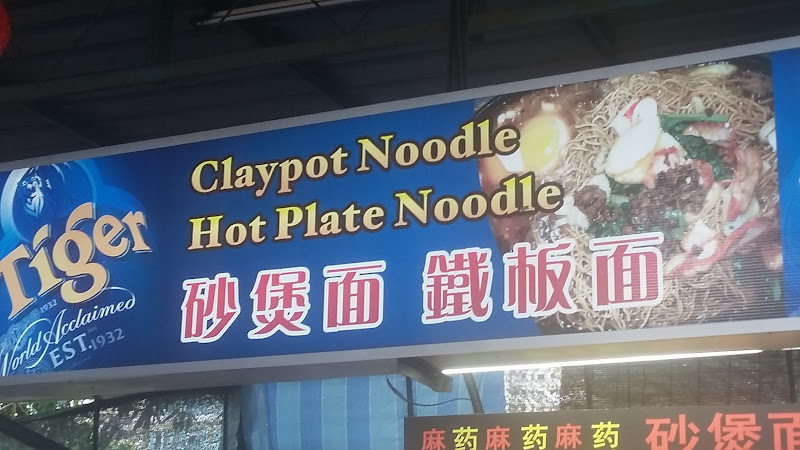 Claypot Noodle
Hot Plate Noodle
砂煲面 鐵板面
Tiger
1932
World Acclaimed
EST. 1932
麻药麻药麻药 砂煲面